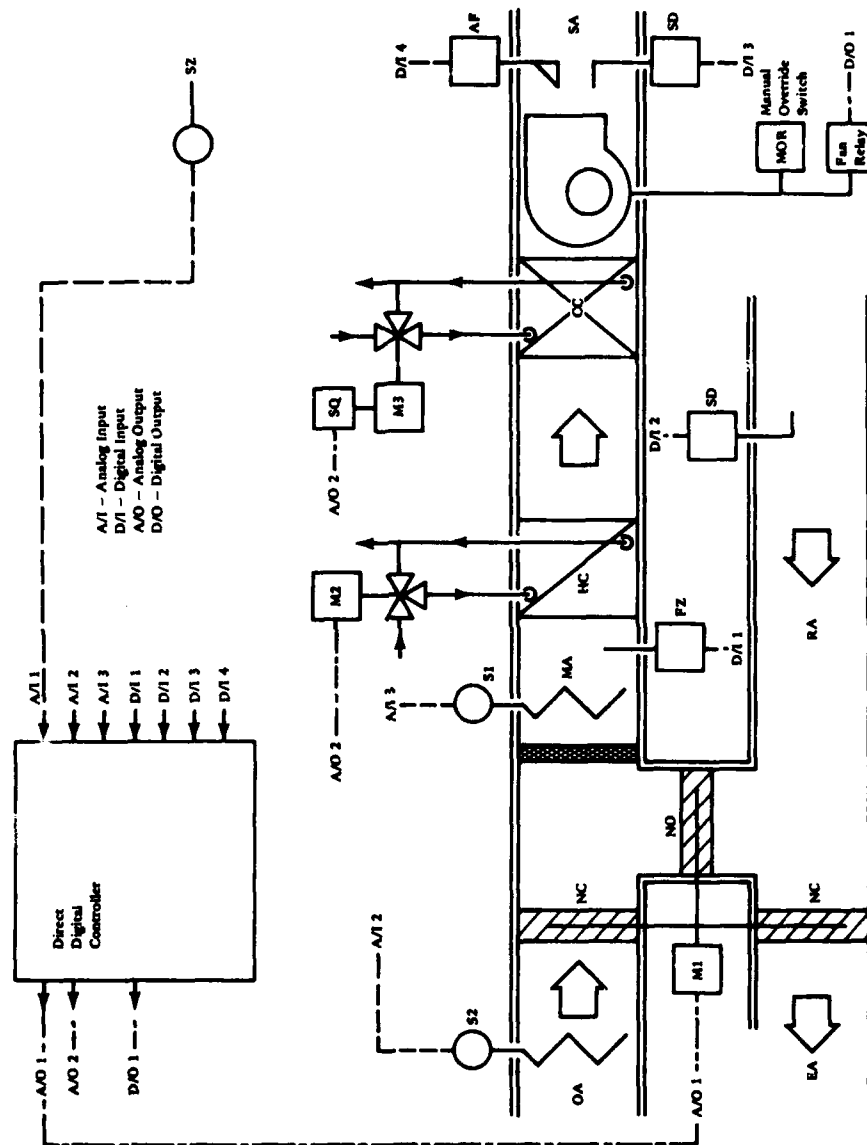 A/O 1
A/O 2
D/O 1
Direct
Digital
Controller
A/I 1
A/I 2
A/I 3
D/I 1
D/I 2
D/I 3
D/I 4
A/I – Analog Input
D/I – Digital Input
A/O – Analog Output
D/O – Digital Output
S2
A/O 2
M2
A/O 2
SQ
M3
A/I 2
S2
A/I 3
S1
D/I 4
AF
OA
NC
MA
HC
CC
SA
A/O 1
M1
NO
FZ
D/I 1
D/I 2
SD
SD
D/I 3
EA
NC
RA
Manual
Override
Switch
MOR
Fan
Relay
D/O 1